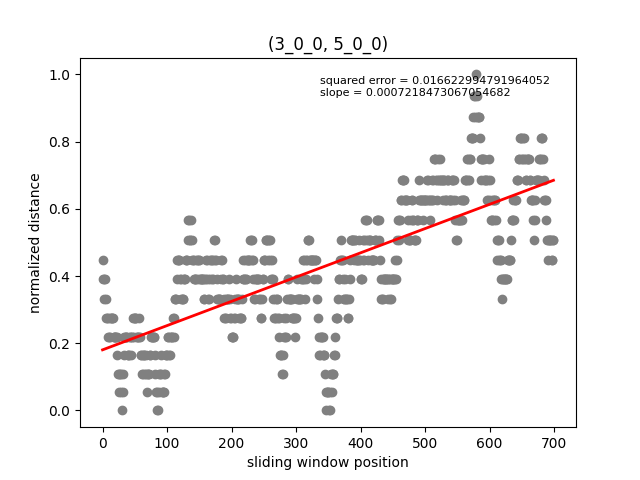 (3_0_0, 5_0_0)
squared error = 0.016622994791964052
slope = 0.0007218473067054682
normalized distance
1.0
0.8
0.6
0.4
0.2
0.0
0 100 200 300 400 500 600 700
sliding window position